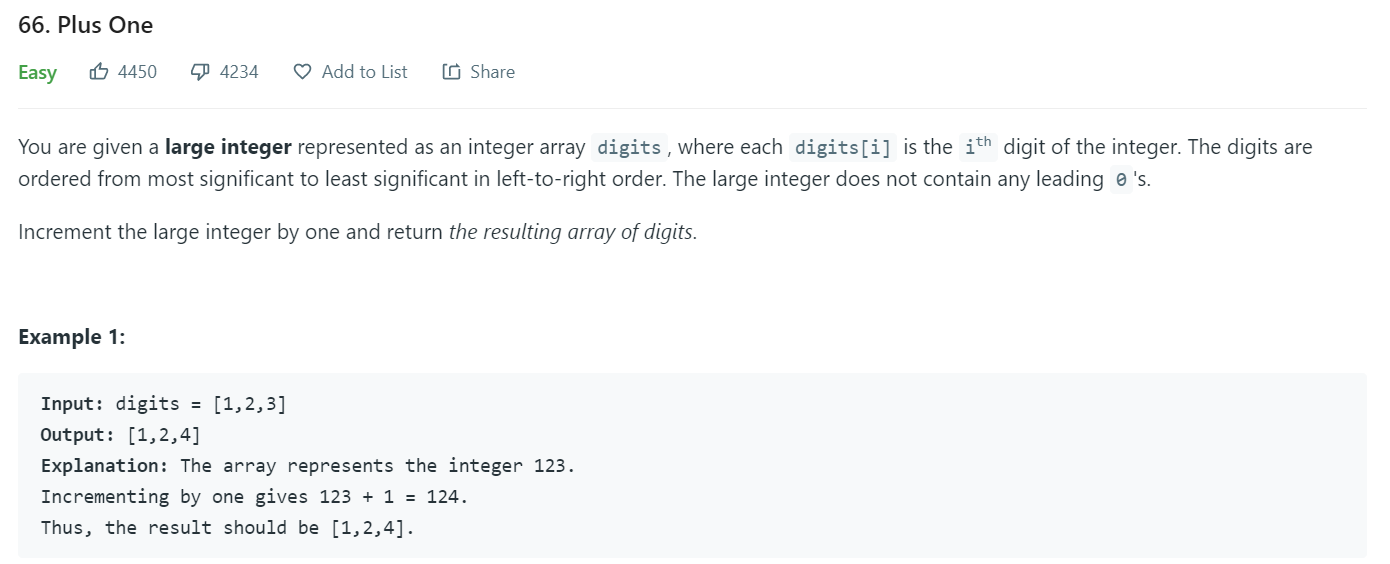 66. Plus One
Easy 4450 4234 Add to List Share
You are given a large integer represented as an integer array digits, where each digits[i] is the ith digit of the integer. The digits are
ordered from most significant to least significant in left-to-right order. The large integer does not contain any leading 0's.
Increment the large integer by one and return the resulting array of digits.
Example 1:
Input: digits = [1,2,3]
Output: [1,2,4]
Explanation: The array represents the integer 123.
Incrementing by one gives 123 + 1 = 124.
Thus, the result should be [1,2,4].